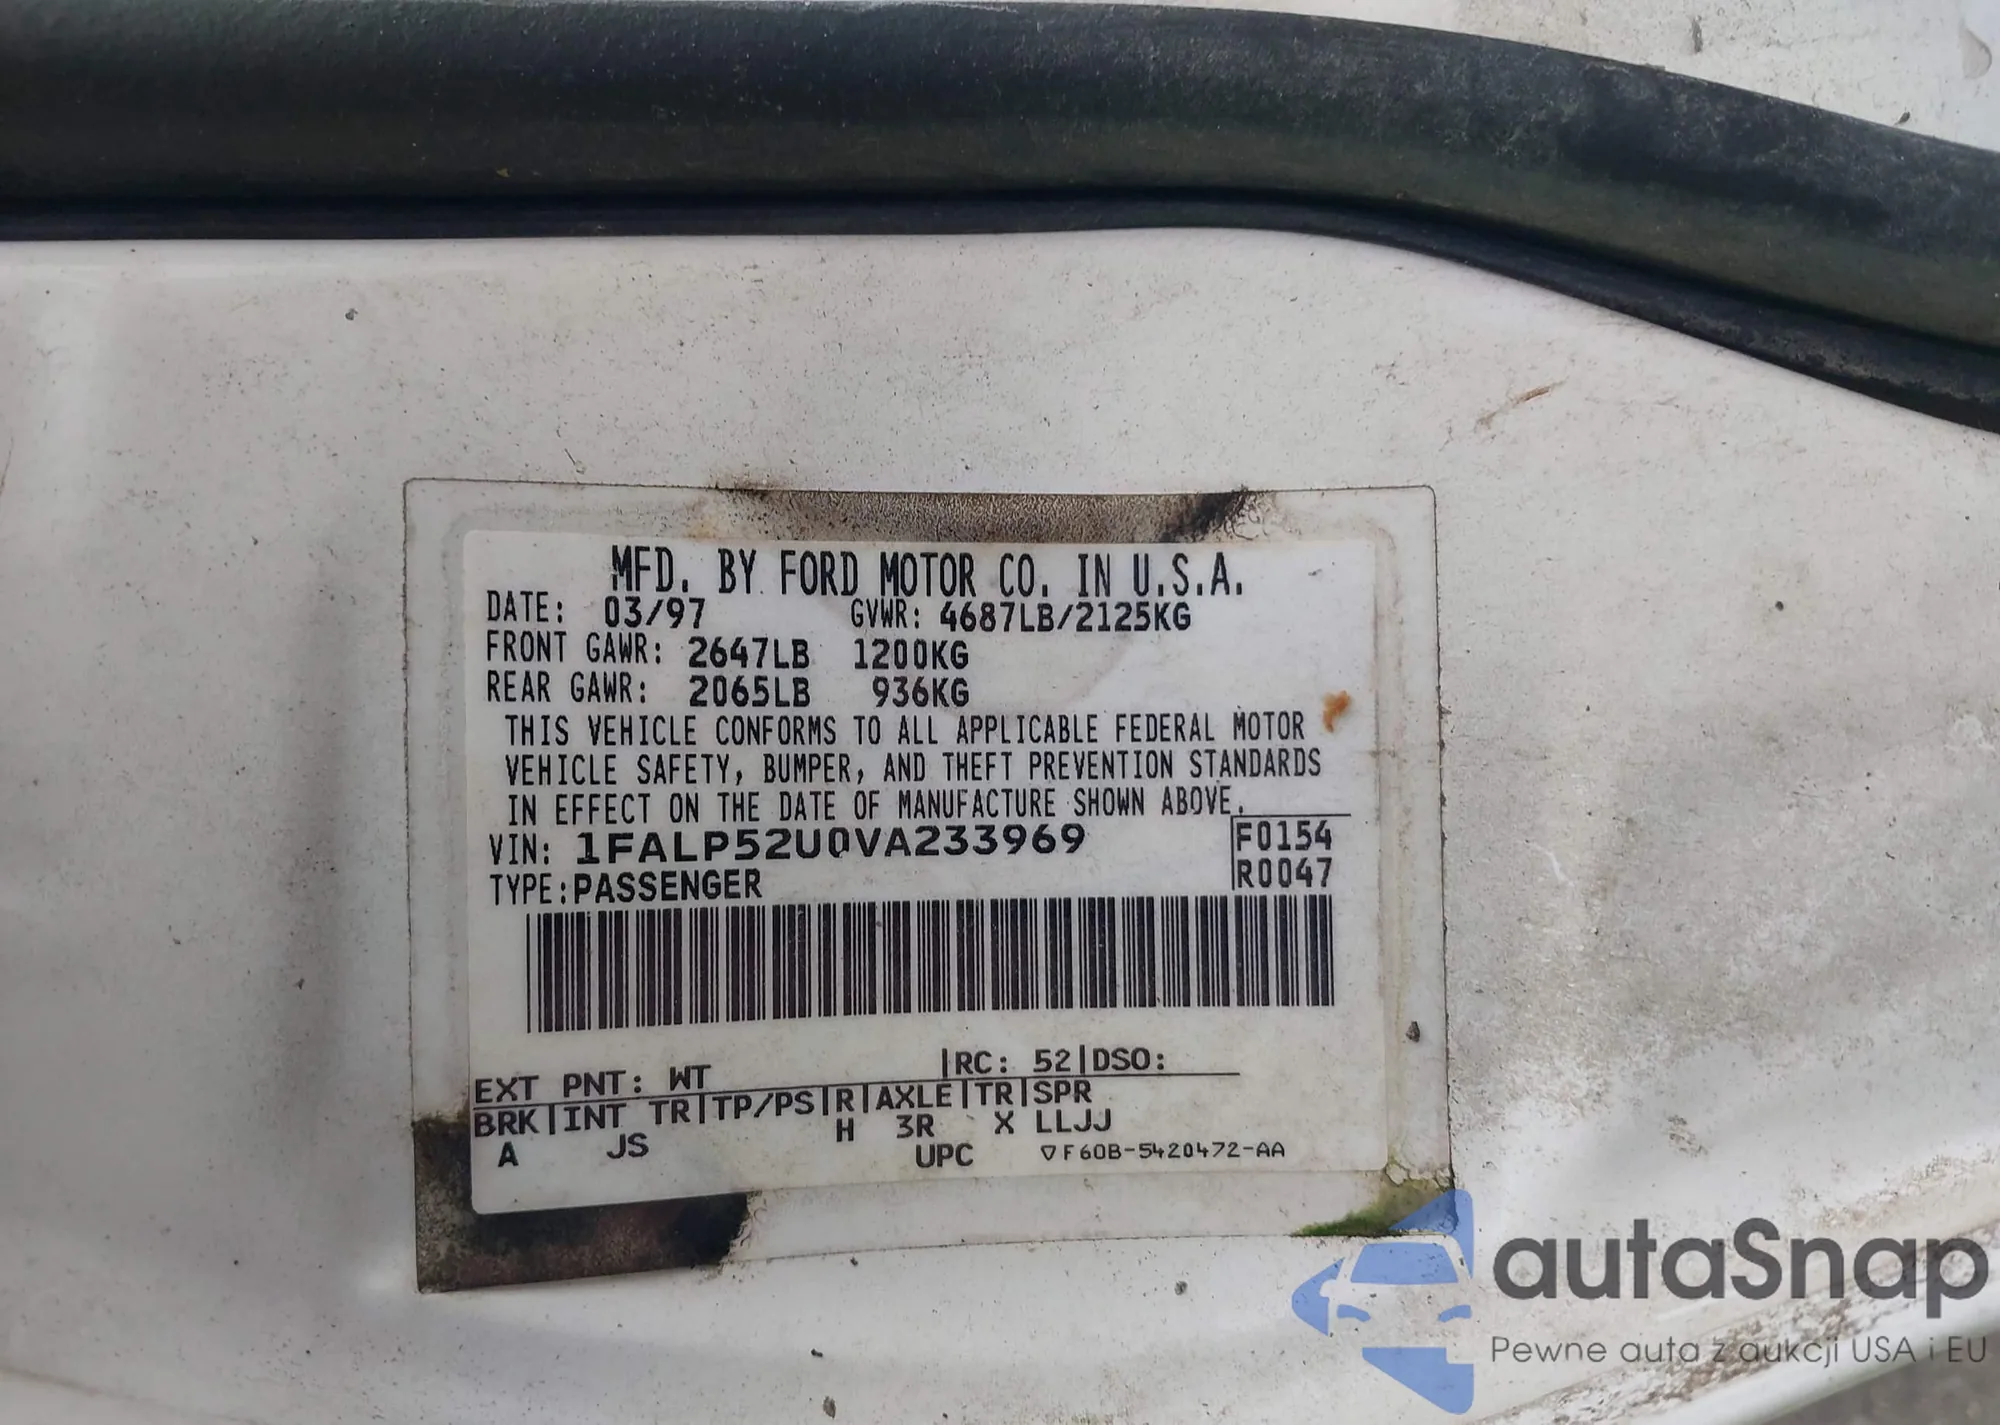 MFD. BY FORD MOTOR CO. IN U.S.A.
DATE: 03/97 GVWR: 4687LB/2125KG
FRONT GAWR: 2647LB 1200KG
REAR GAWR: 2065LB 936KG
THIS VEHICLE CONFORMS TO ALL APPLICABLE FEDERAL MOTOR
VEHICLE SAFETY, BUMPER, AND THEFT PREVENTION STANDARDS
IN EFFECT ON THE DATE OF MANUFACTURE SHOWN ABOVE.
VIN: 1FALP52U0VA233969 F0154
TYPE: PASSENGER R0047
EXT PNT: WT |RC: 52|DSO:
BRK|INT TR|TP/PS|R|AXLE|TR|SPR
A JS H 3R X LLJJ
UPC ▽F60B-5420472-AA
autaSnap
Pewne auta z aukcji USA i EU